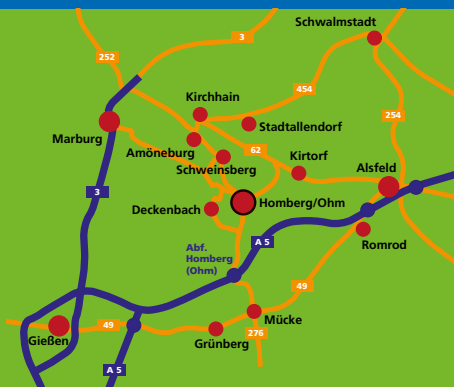 Schwalmstadt
3
252
454
Kirchhain
254
Stadtallendorf
Marburg
Amöneburg
62
Kirtorf
Schweinsberg
Alsfeld
3
Homberg/Ohm
Deckenbach
A 5
Abf.
Homberg
(Ohm)
Romrod
49
Mücke
49
276
Gießen
Grünberg
A 5